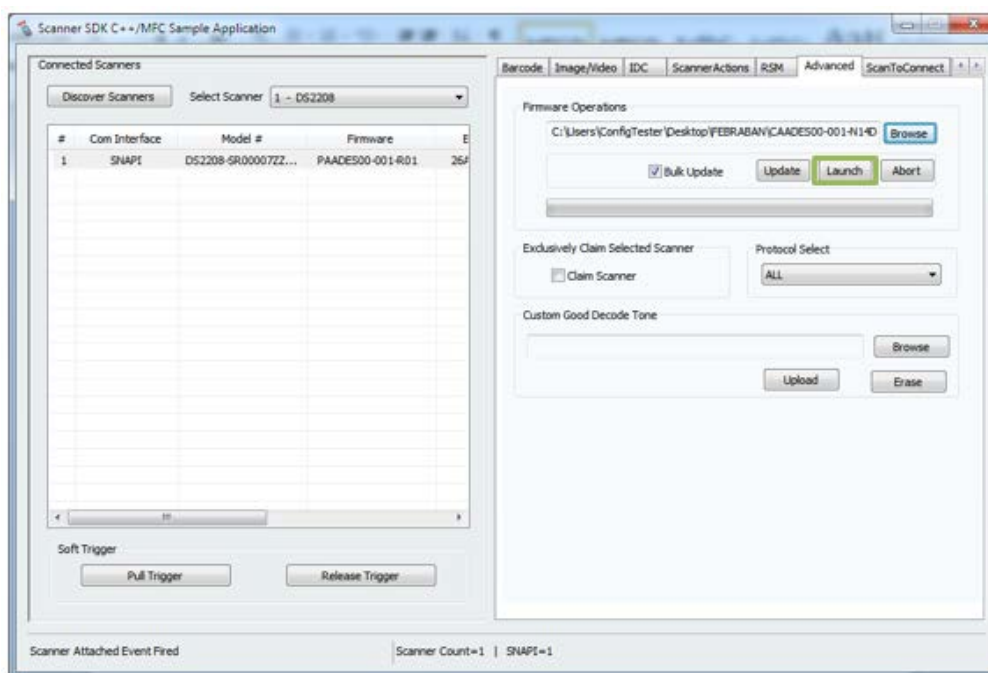 Scanner SDK C++/MFC Sample Application
Connected Scanners
Discover Scanners Select Scanner 1 - DS2208
# Com Interface Model # Firmware
1 SNAPI DS2208-SR00007ZZ... PAADES00-001-R01
Soft Trigger
Pull Trigger Release Trigger
Barcode Image/Video IDC ScannerActions RSM Advanced ScanToConnect
Firmware Operations
C:\Users\ConfigTester\Desktop\FEBRABAN\CAADES00-001-N14D Browse
Bulk Update Update Launch Abort
Exclusively Claim Selected Scanner Protocol Select
Claim Scanner ALL
Custom Good Decode Tone
Browse
Upload Erase
Scanner Attached Event Fired Scanner Count=1 | SNAPI=1